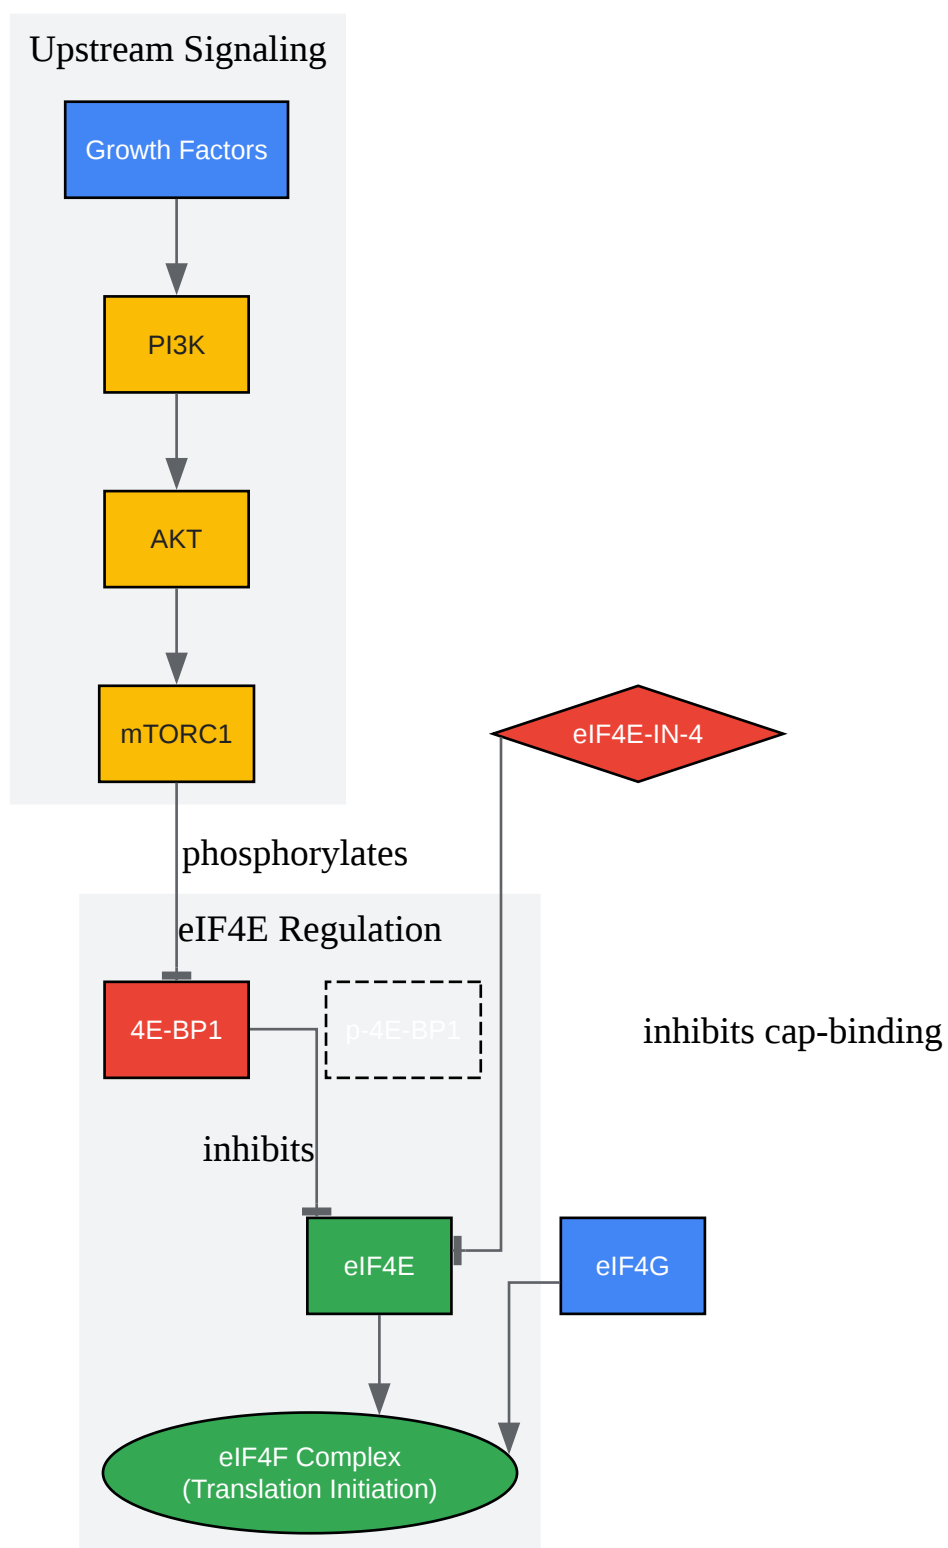 Upstream Signaling
Growth Factors
PI3K
AKT
mTORC1
eIF4E-IN-4
phosphorylates
eIF4E Regulation
4E-BP1
p-4E-BP1
inhibits cap-binding
inhibits
eIF4E
eIF4G
eIF4F Complex
(Translation Initiation)